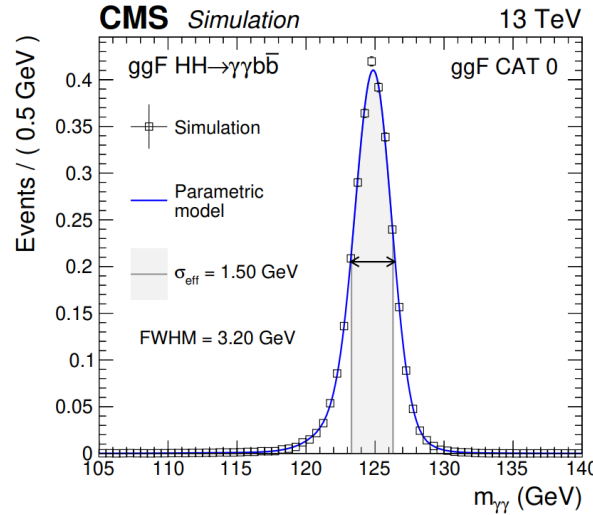 CMS Simulation 13 TeV
ggF HH→γγbb̄
ggF CAT 0
Simulation
Parametric
model
σeff = 1.50 GeV
FWHM = 3.20 GeV
Events / ( 0.5 GeV )
0.4
0.35
0.3
0.25
0.2
0.15
0.1
0.05
0
105 110 115 120 125 130 135 140
mγγ (GeV)